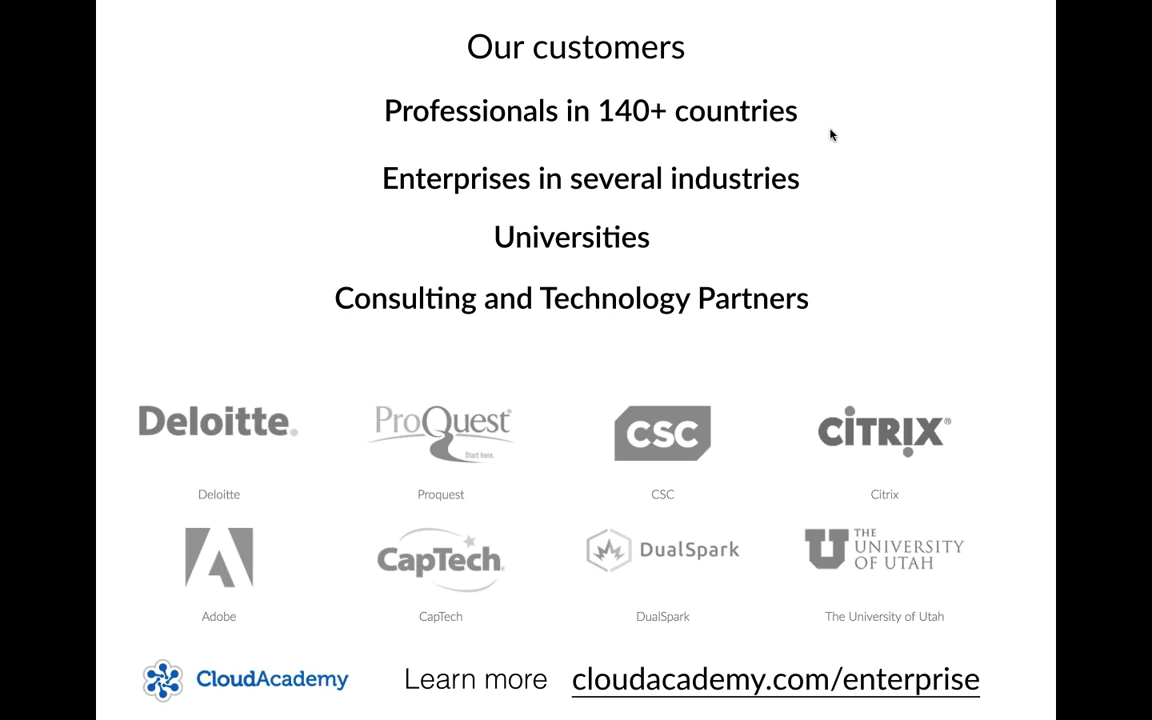 Our customers
Professionals in 140+ countries
Enterprises in several industries
Universities
Consulting and Technology Partners
Deloitte.
ProQuest®
Start here.
CSC
CİTRIX®
Deloitte
Proquest
CSC
Citrix
CapTech.
DualSpark
U THE UNIVERSITY OF UTAH
Adobe
CapTech
DualSpark
The University of Utah
CloudAcademy
Learn more cloudacademy.com/enterprise